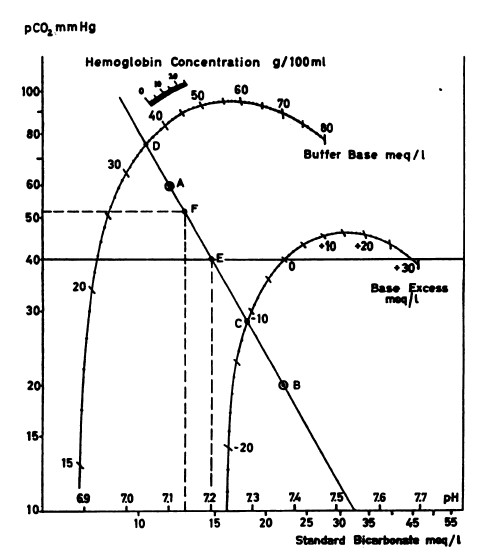 pCO₂ mm Hg
Hemoglobin Concentration g/100ml
0 10 20
100
80
60
50
40
30
20
15
10
15
20
30
40
50
60
70
80
Buffer Base meq/l
D
A
F
E
C
B
-20
-10
0
+10
+20
+30
Base Excess
meq/l
6.9 7.0 7.1 7.2 7.3 7.4 7.5 7.6 7.7 pH
10 15 20 25 30 35 45 55
Standard Bicarbonate meq/l